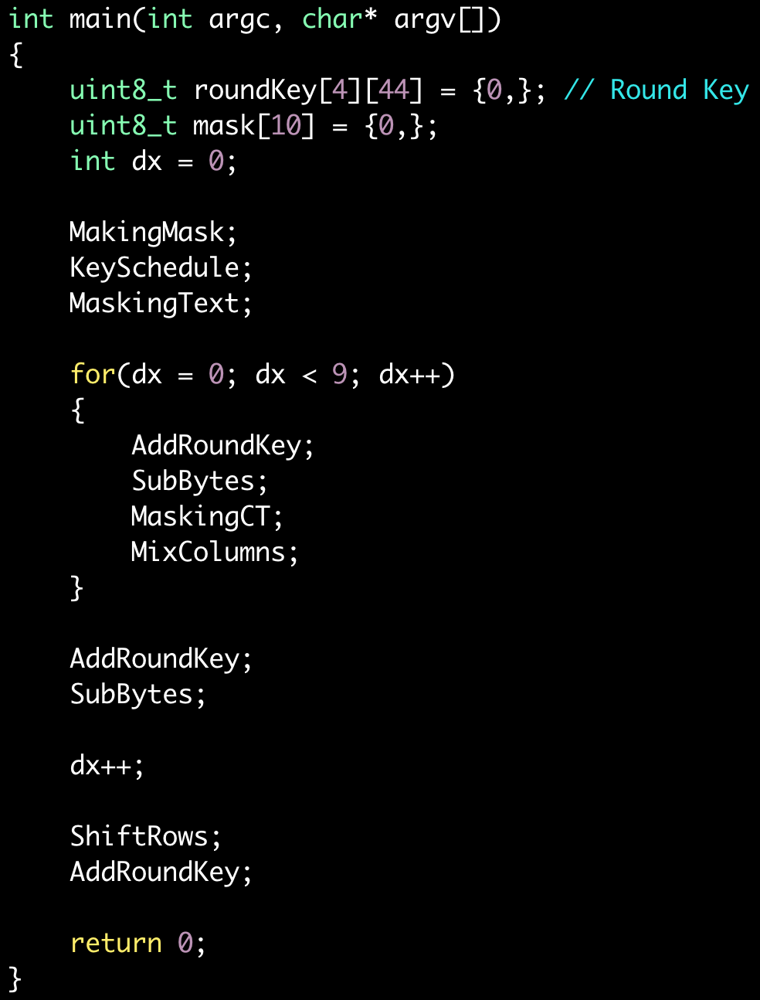 int main(int argc, char* argv[])
{
    uint8_t roundKey[4][44] = {0,}; // Round Key
    uint8_t mask[10] = {0,};
    int dx = 0;

    MakingMask;
    KeySchedule;
    MaskingText;

    for(dx = 0; dx < 9; dx++)
    {
        AddRoundKey;
        SubBytes;
        MaskingCT;
        MixColumns;
    }

    AddRoundKey;
    SubBytes;

    dx++;

    ShiftRows;
    AddRoundKey;

    return 0;
}